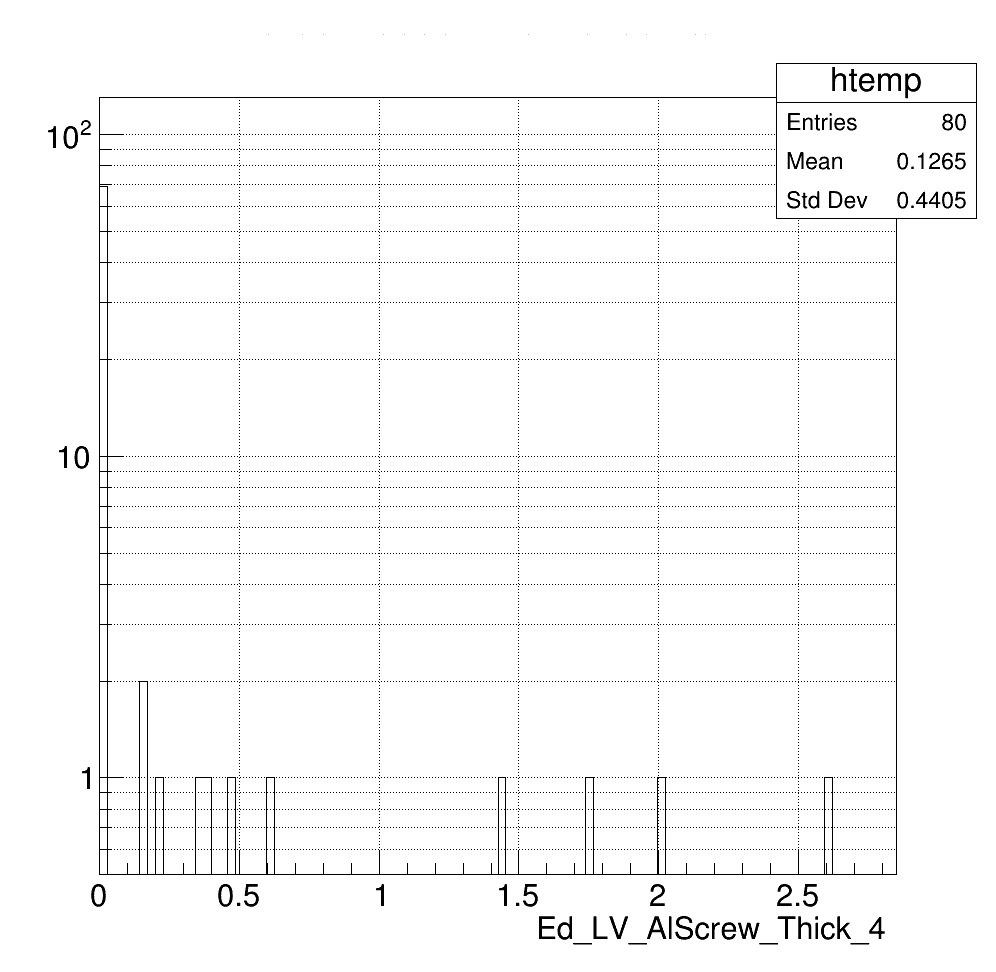 htemp
Entries 80
Mean 0.1265
Std Dev 0.4405
10²
10
1
0 0.5 1 1.5 2 2.5
Ed_LV_AlScrew_Thick_4